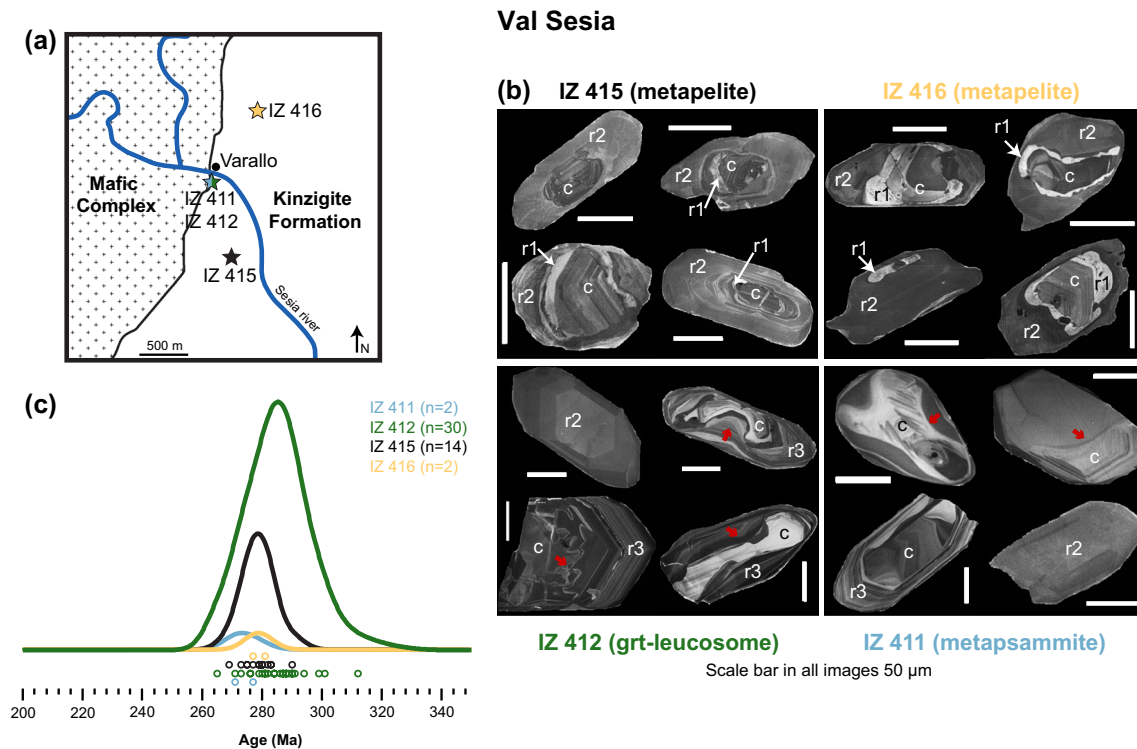 Val Sesia
(a)
IZ 416
Varallo
Mafic
Complex
IZ 411
IZ 412
Kinzigite
Formation
IZ 415
Sesia river
500 m
N
(b)
IZ 415 (metapelite)
IZ 416 (metapelite)
r2
c
c
r2
r1
r2
r1
c
r1
r2
c
r1
r2
c
r2
r1
c
r1
r2
c
r1
r2
c
r1
r2
r2
c
r3
c
r3
c
r3
c
c
c
r3
r2
IZ 412 (grt-leucosome)
IZ 411 (metapsammite)
Scale bar in all images 50 μm
(c)
IZ 411 (n=2)
IZ 412 (n=30)
IZ 415 (n=14)
IZ 416 (n=2)
200 220 240 260 280 300 320 340
Age (Ma)